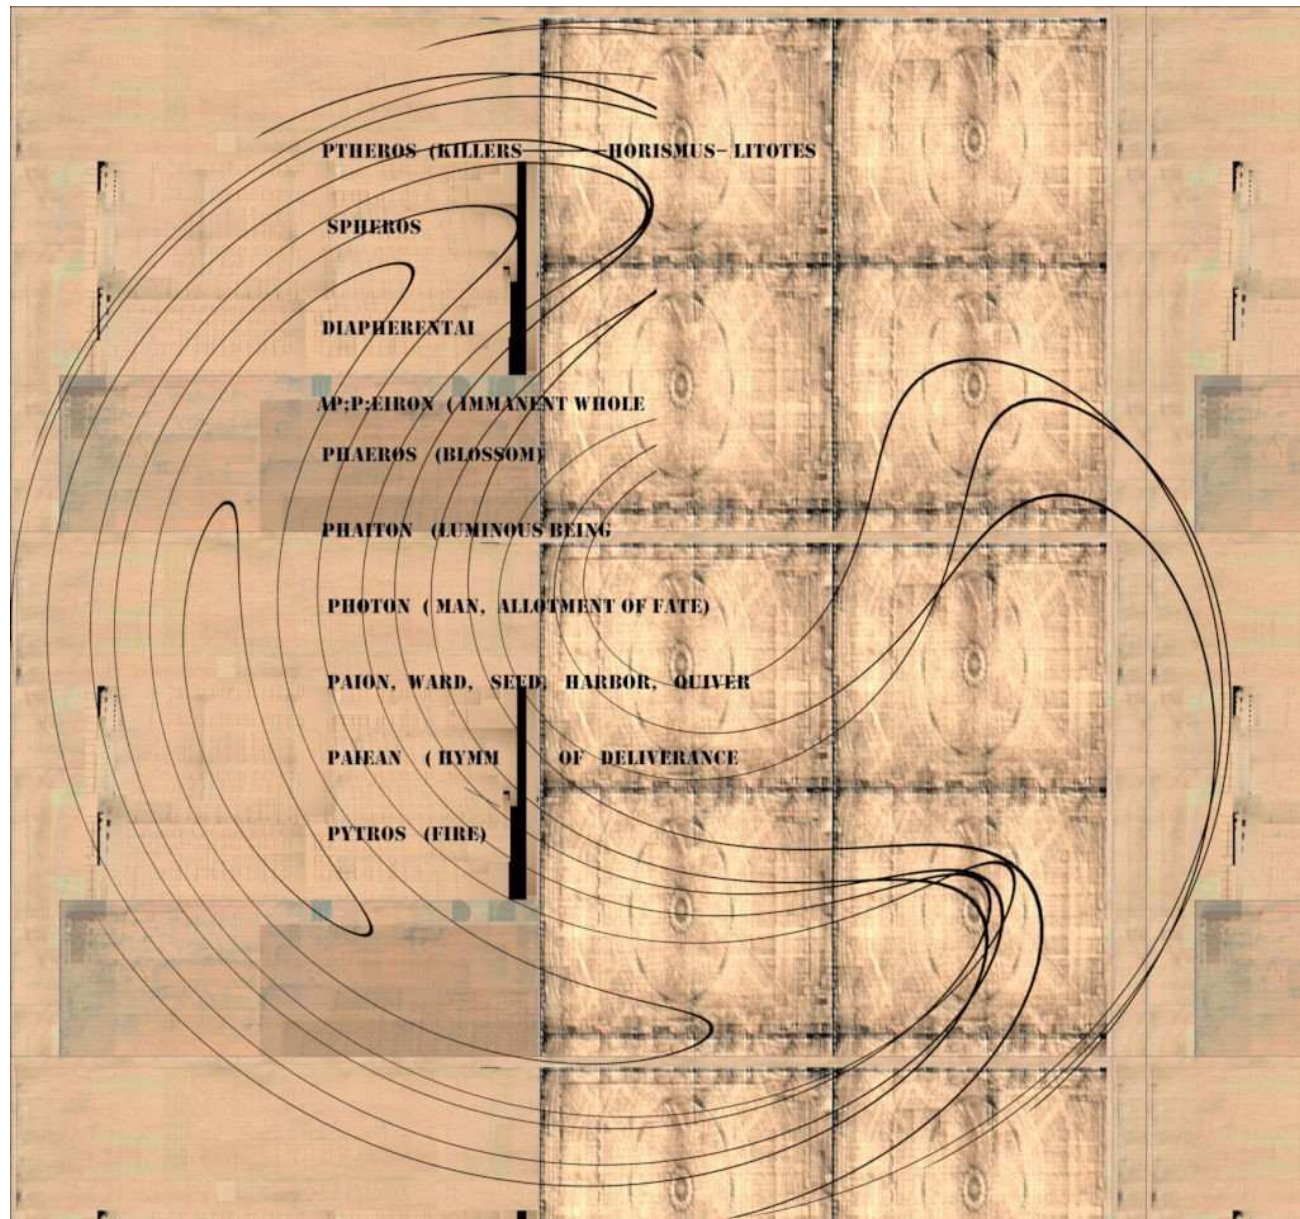 PTHEROS (KILLERS———HORISMUS- LITOTES
SPHEROS
DIAPHERENTAI
AP;P;EIRON (IMMANENT WHOLE
PHAEROS (BLOSSOM)
PHAITON (LUMINOUS BEING
PHOTON ( MAN, ALLOTMENT OF FATE)
PAION, WARD, SEED, HARBOR, QUIVER
PAIEAN ( HYMM OF DELIVERANCE
PYTROS (FIRE)